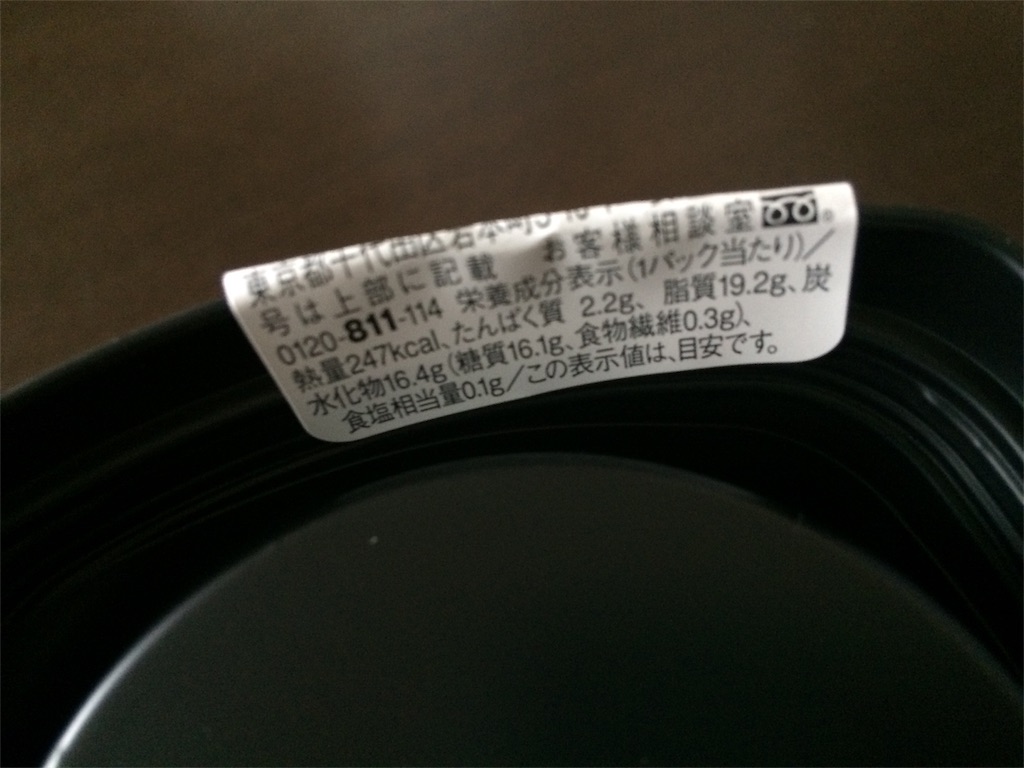 東京都千代田区岩本町3-10-1
号は上部に記載 お客様相談室
0120-811-114 栄養成分表示(1パック当たり)/
熱量247kcal、たんぱく質 2.2g、脂質19.2g、炭
水化物16.4g(糖質16.1g、食物繊維0.3g)、
食塩相当量0.1g/この表示値は、目安です。